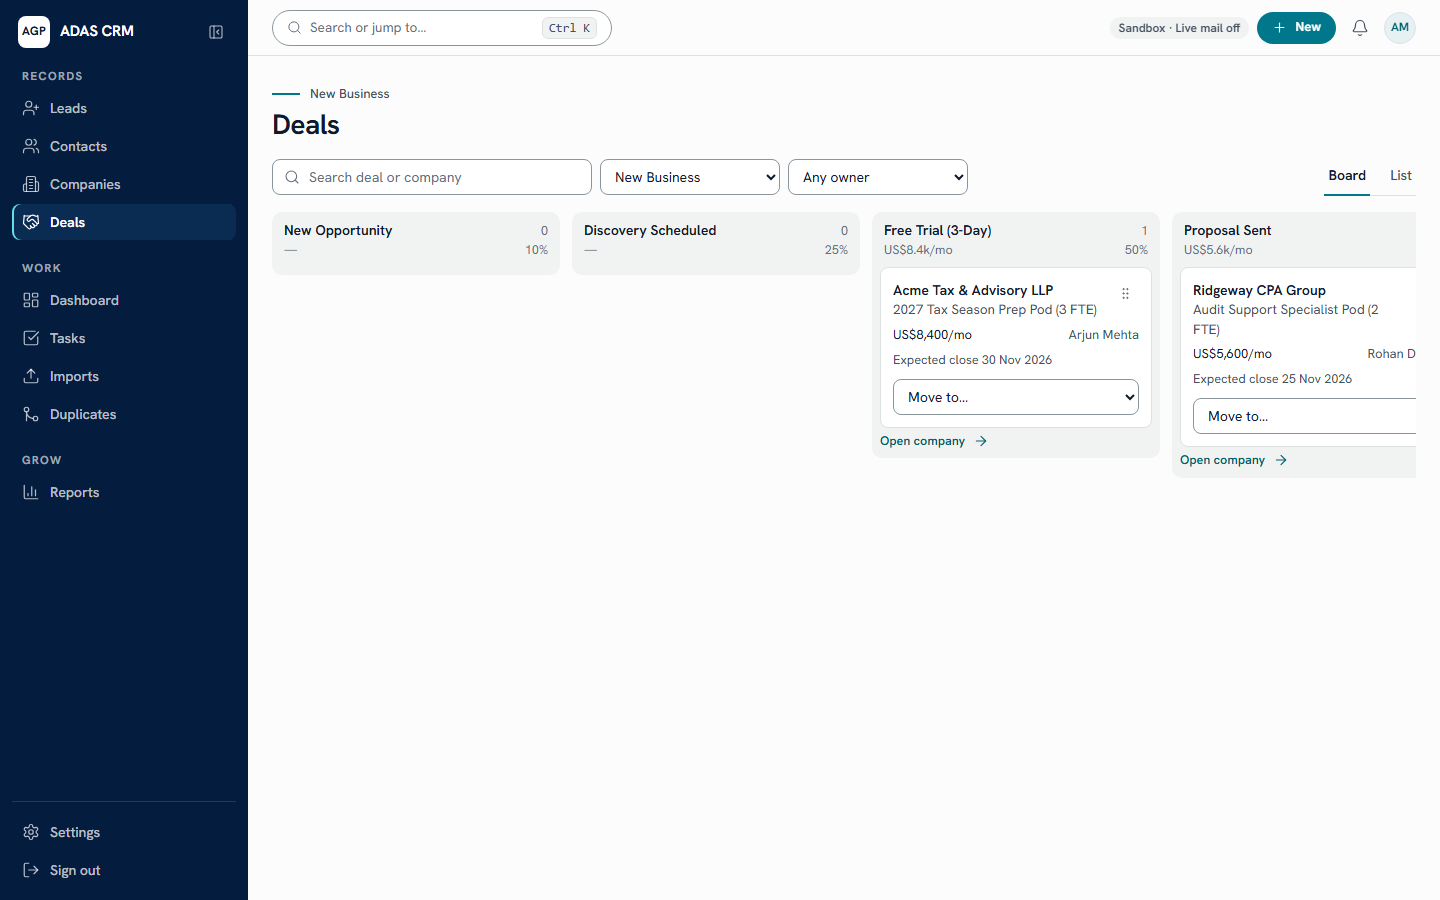 AGP
ADAS CRM
RECORDS
Leads
Contacts
Companies
Deals
WORK
Dashboard
Tasks
Imports
Duplicates
GROW
Reports
Settings
Sign out
Search or jump to...
Ctrl K
Sandbox · Live mail off
New
AM
New Business
Deals
Search deal or company
New Business
Any owner
Board
List
New Opportunity
0
—
10%
Discovery Scheduled
0
—
25%
Free Trial (3-Day)
1
US$8.4k/mo
50%
Acme Tax & Advisory LLP
2027 Tax Season Prep Pod (3 FTE)
US$8,400/mo
Arjun Mehta
Expected close 30 Nov 2026
Move to...
Open company
Proposal Sent
US$5.6k/mo
Ridgeway CPA Group
Audit Support Specialist Pod (2
FTE)
US$5,600/mo
Rohan D
Expected close 25 Nov 2026
Move to...
Open company